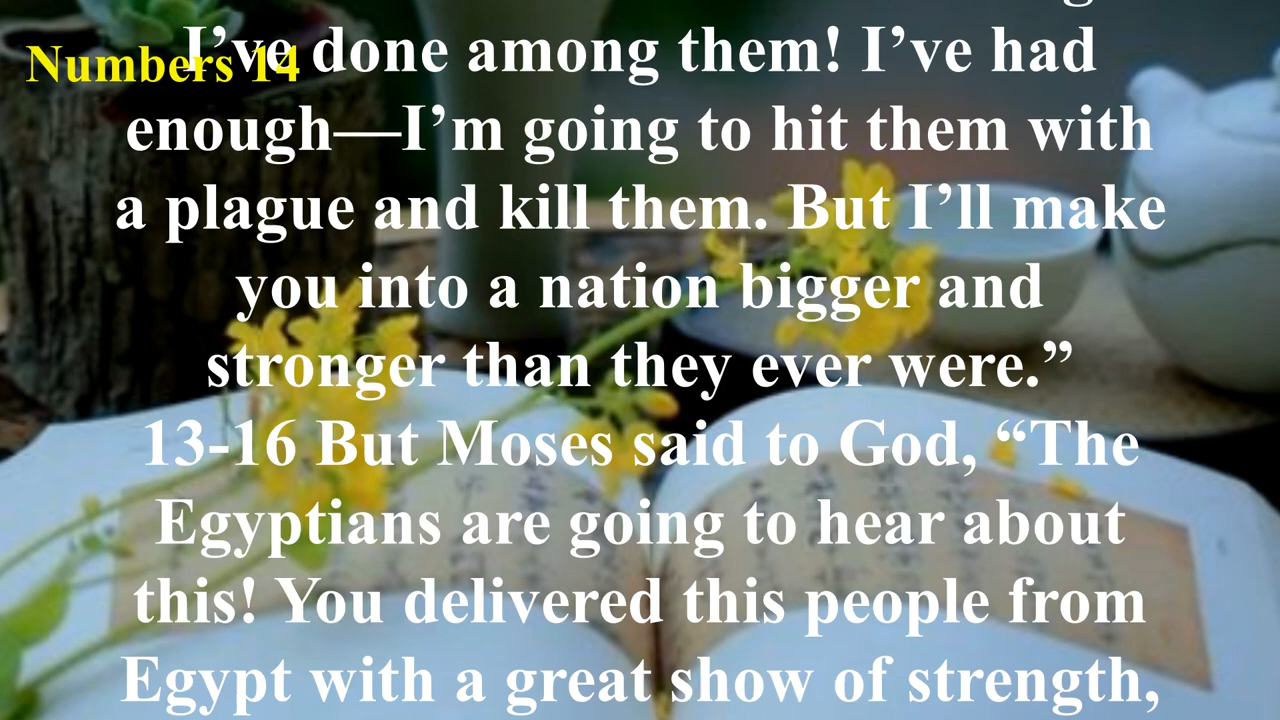 Numbers 14
I’ve done among them! I’ve had
enough—I’m going to hit them with
a plague and kill them. But I’ll make
you into a nation bigger and
stronger than they ever were.”
13-16 But Moses said to God, “The
Egyptians are going to hear about
this! You delivered this people from
Egypt with a great show of strength,